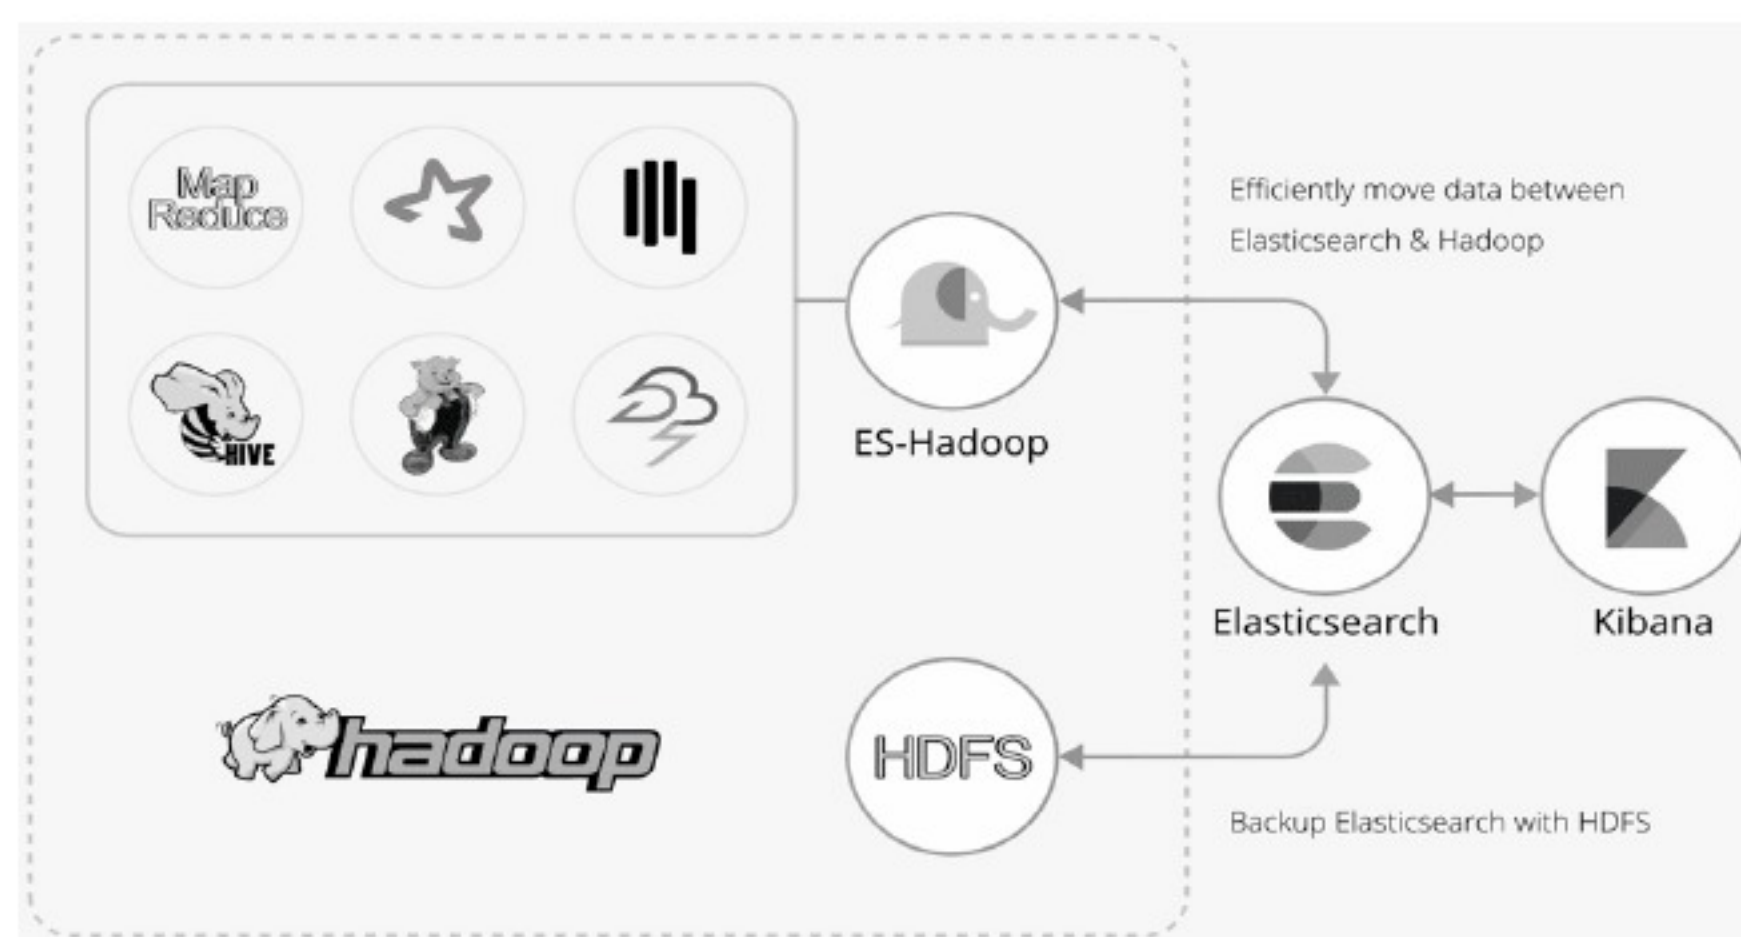 Map
Reduce
HIVE
ES-Hadoop
Efficiently move data between
Elasticsearch & Hadoop
Elasticsearch
Kibana
hadoop
HDFS
Backup Elasticsearch with HDFS